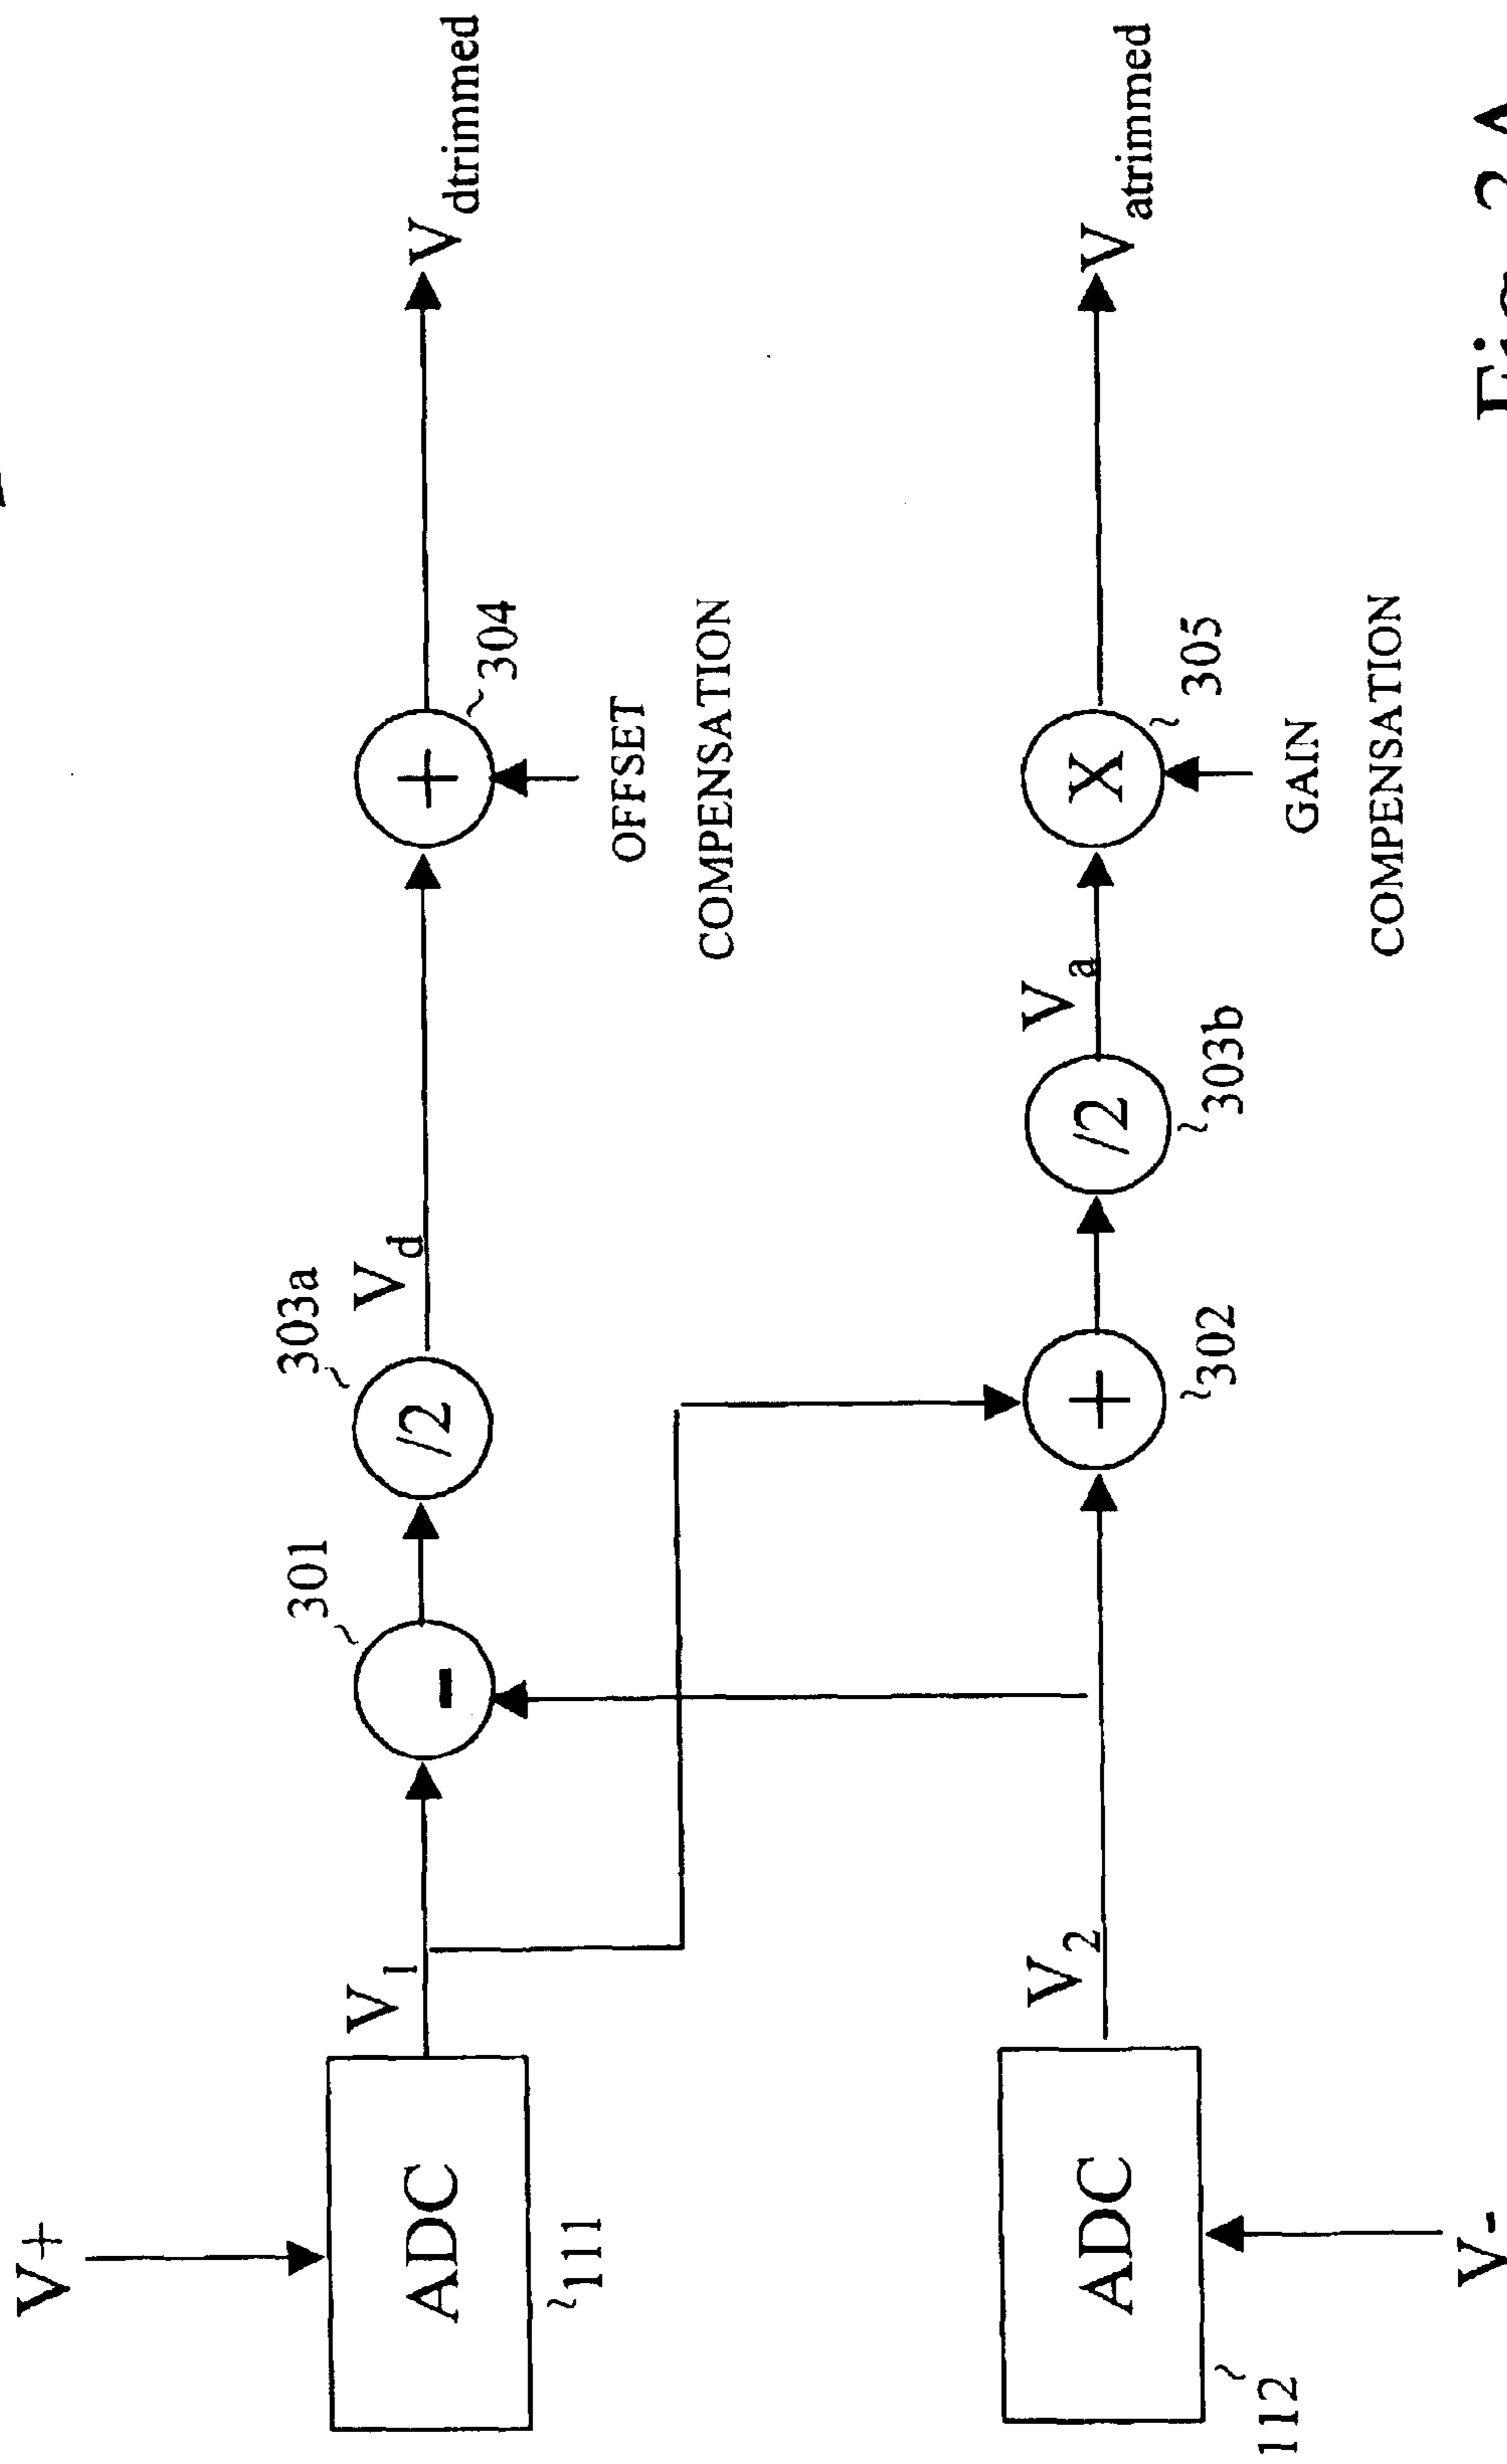 V+
ADC
111
V1
301
-
303a
/2
Vd
+
304
OFFSET
COMPENSATION
Vdtrimmed
ADC
112
V-
V2
+
302
/2
303b
Va
X
305
GAIN
COMPENSATION
Vatrimmed
Fig.